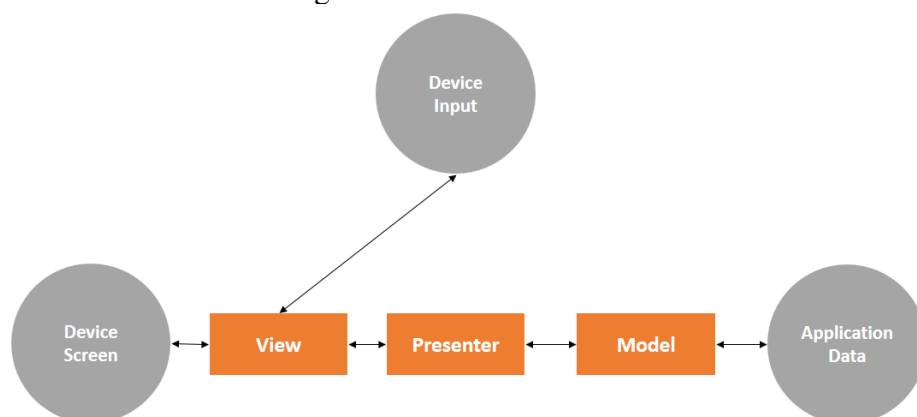 Device
Input
Device
Screen
View
Presenter
Model
Application
Data